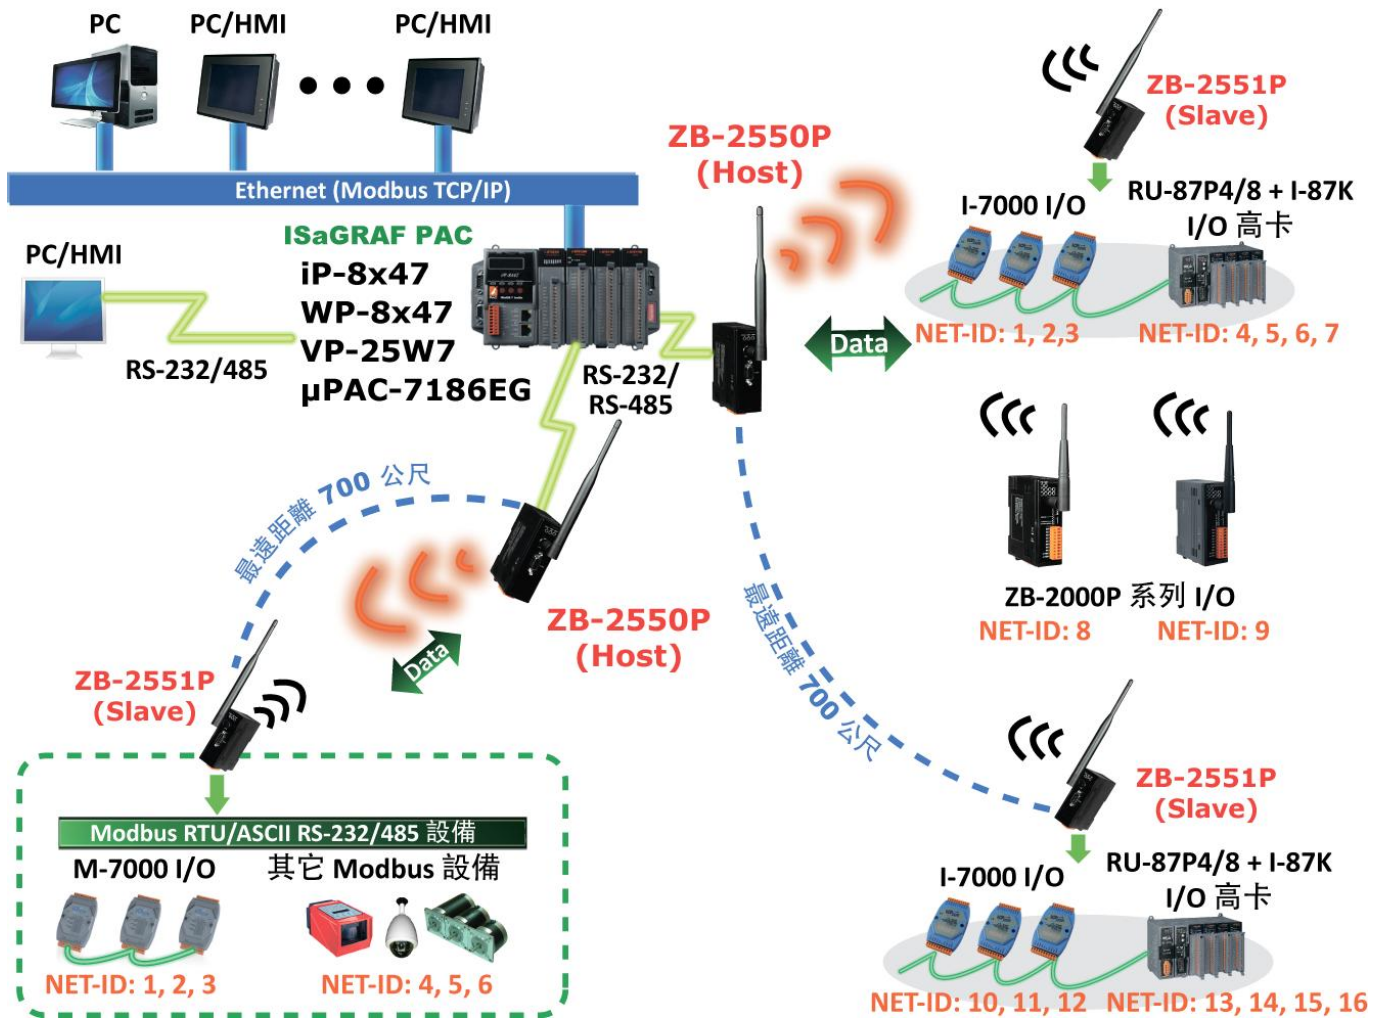 PC
PC/HMI
PC/HMI
Ethernet (Modbus TCP/IP)
PC/HMI
RS-232/485
ISaGRAF PAC
iP-8x47
WP-8x47
VP-25W7
μPAC-7186EG
RS-232/
RS-485
ZB-2550P
(Host)
Data
ZB-2551P
(Slave)
I-7000 I/O
RU-87P4/8 + I-87K
I/O 高卡
NET-ID: 1, 2,3
NET-ID: 4, 5, 6, 7
ZB-2000P 系列 I/O
NET-ID: 8
NET-ID: 9
最遠距離 700 公尺
最遠距離 700 公尺
ZB-2550P
(Host)
Data
ZB-2551P
(Slave)
Modbus RTU/ASCII RS-232/485 設備
M-7000 I/O
其它 Modbus 設備
NET-ID: 1, 2, 3
NET-ID: 4, 5, 6
ZB-2551P
(Slave)
I-7000 I/O
RU-87P4/8 + I-87K
I/O 高卡
NET-ID: 10, 11, 12
NET-ID: 13, 14, 15, 16